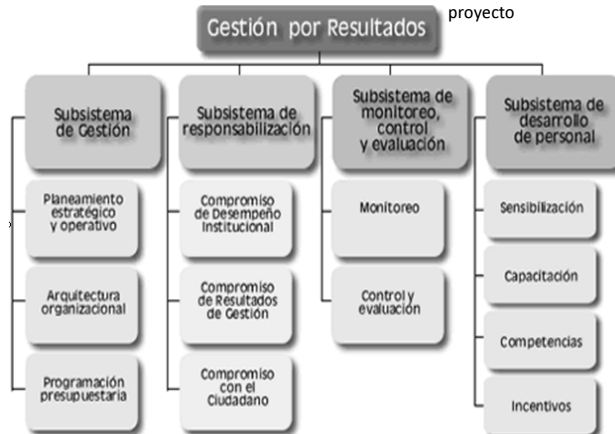 Gestión por Resultados
proyecto
Subsistema
de Gestión
Subsistema de
responsabilización
Subsistema de
monitoreo,
control
y evaluación
Subsistema de
desarrollo
de personal
Planeamiento
estratégico
y operativo
Arquitectura
organizacional
Programación
presupuestaria
Compromiso
de Desempeño
Institucional
Compromiso
de Resultados
de Gestión
Compromiso
con el
Ciudadano
Monitoreo
Control y
evaluación
Sensibilización
Capacitación
Competencias
Incentivos